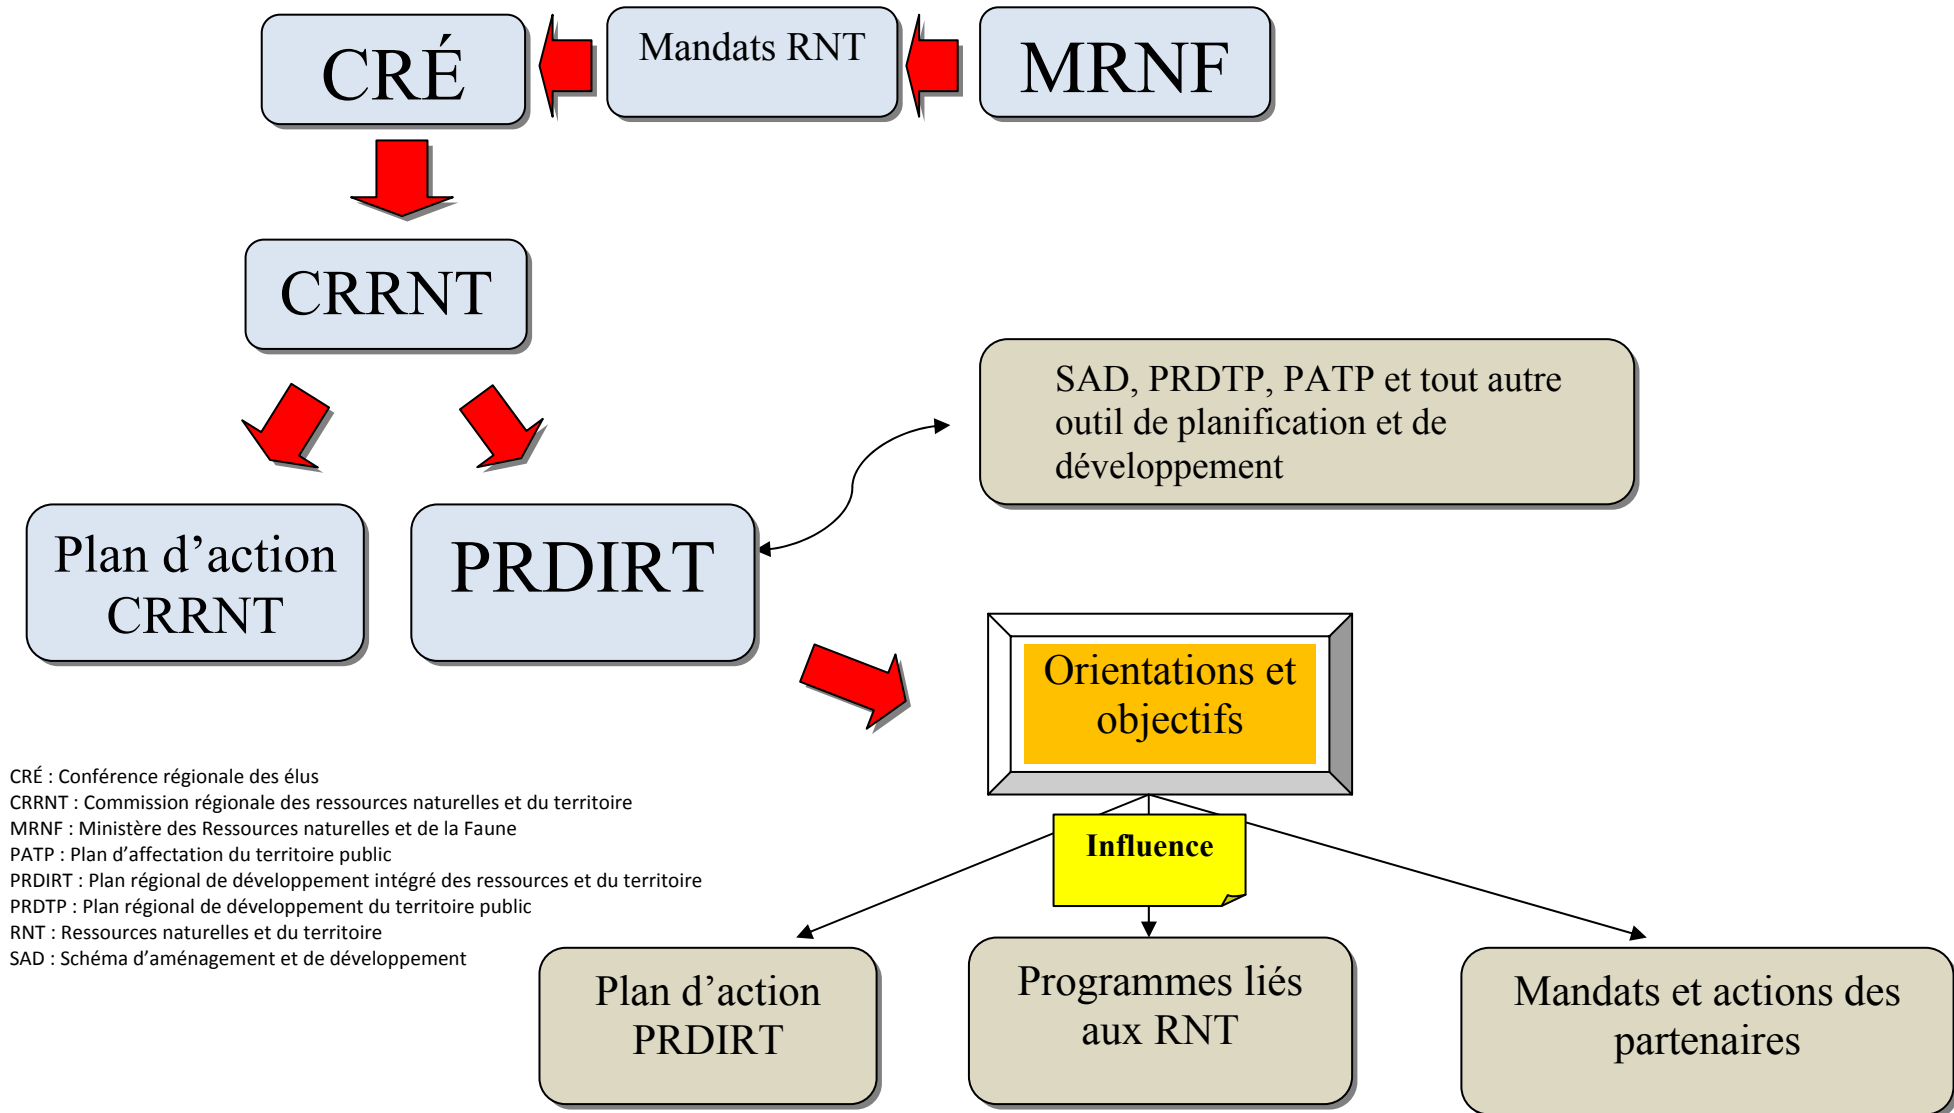 CRÉ
Mandats RNT
MRNF
CRRNT
SAD, PRDTP, PATP et tout autre
outil de planification et de
développement
Plan d’action
CRRNT
PRDIRT
Orientations et
objectifs
Influence
CRÉ : Conférence régionale des élus
CRRNT : Commission régionale des ressources naturelles et du territoire
MRNF : Ministère des Ressources naturelles et de la Faune
PATP : Plan d’affectation du territoire public
PRDIRT : Plan régional de développement intégré des ressources et du territoire
PRDTP : Plan régional de développement du territoire public
RNT : Ressources naturelles et du territoire
SAD : Schéma d’aménagement et de développement
Plan d’action
PRDIRT
Programmes liés
aux RNT
Mandats et actions des
partenaires